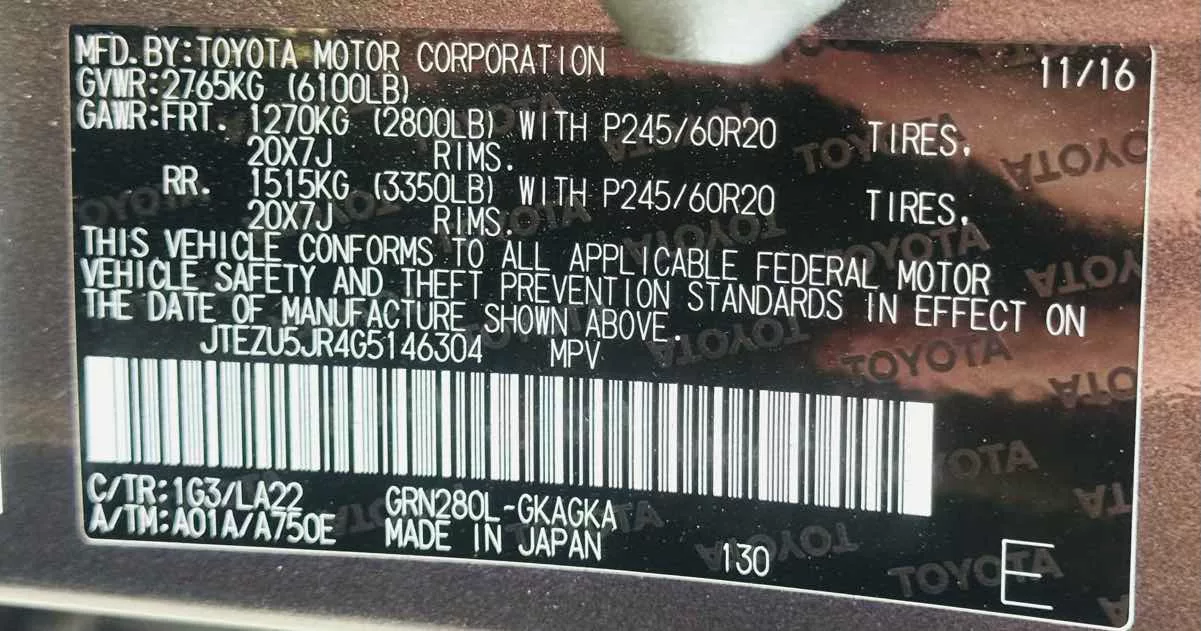 MFD. BY: TOYOTA MOTOR CORPORATION 11/16
GVWR: 2765KG (6100LB)
GAWR: FRT. 1270KG (2800LB) WITH P245/60R20 TIRES,
20X7J RIMS.
RR. 1515KG (3350LB) WITH P245/60R20 TIRES,
20X7J RIMS.
THIS VEHICLE CONFORMS TO ALL APPLICABLE FEDERAL MOTOR
VEHICLE SAFETY AND THEFT PREVENTION STANDARDS IN EFFECT ON
THE DATE OF MANUFACTURE SHOWN ABOVE.
JTEZU5JR4G5146304 MPV
C/TR: 1G3/LA22 GRN280L-GKAGKA
A/TM: A01A/A750E MADE IN JAPAN 130 E